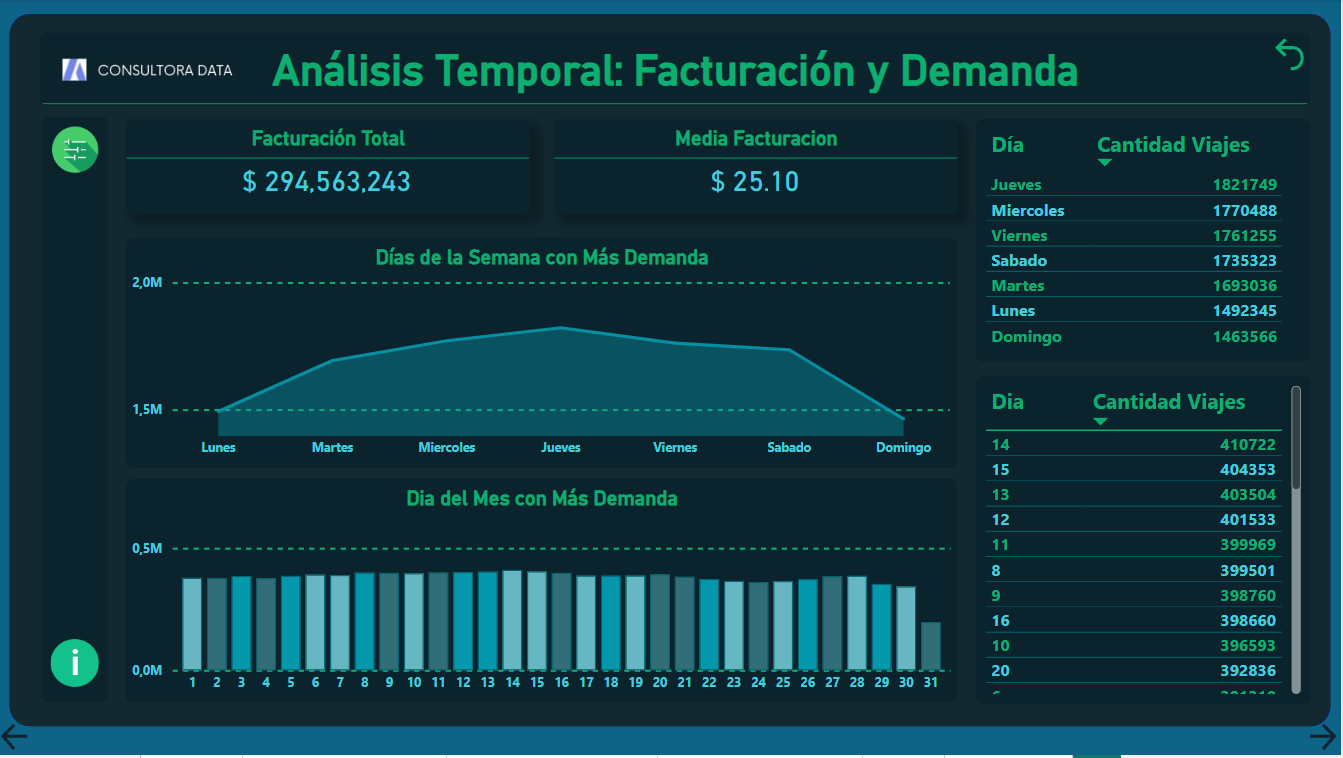 CONSULTORA DATA
Análisis Temporal: Facturación y Demanda
Facturación Total
$ 294,563,243
Media Facturacion
$ 25.10
Días de la Semana con Más Demanda
2,0M
1,5M
Lunes Martes Miercoles Jueves Viernes Sabado Domingo
Dia del Mes con Más Demanda
0,5M
0,0M
1 2 3 4 5 6 7 8 9 10 11 12 13 14 15 16 17 18 19 20 21 22 23 24 25 26 27 28 29 30 31
Día Cantidad Viajes
Jueves 1821749
Miercoles 1770488
Viernes 1761255
Sabado 1735323
Martes 1693036
Lunes 1492345
Domingo 1463566
Dia Cantidad Viajes
14 410722
15 404353
13 403504
12 401533
11 399969
8 399501
9 398760
16 398660
10 396593
20 392836
i